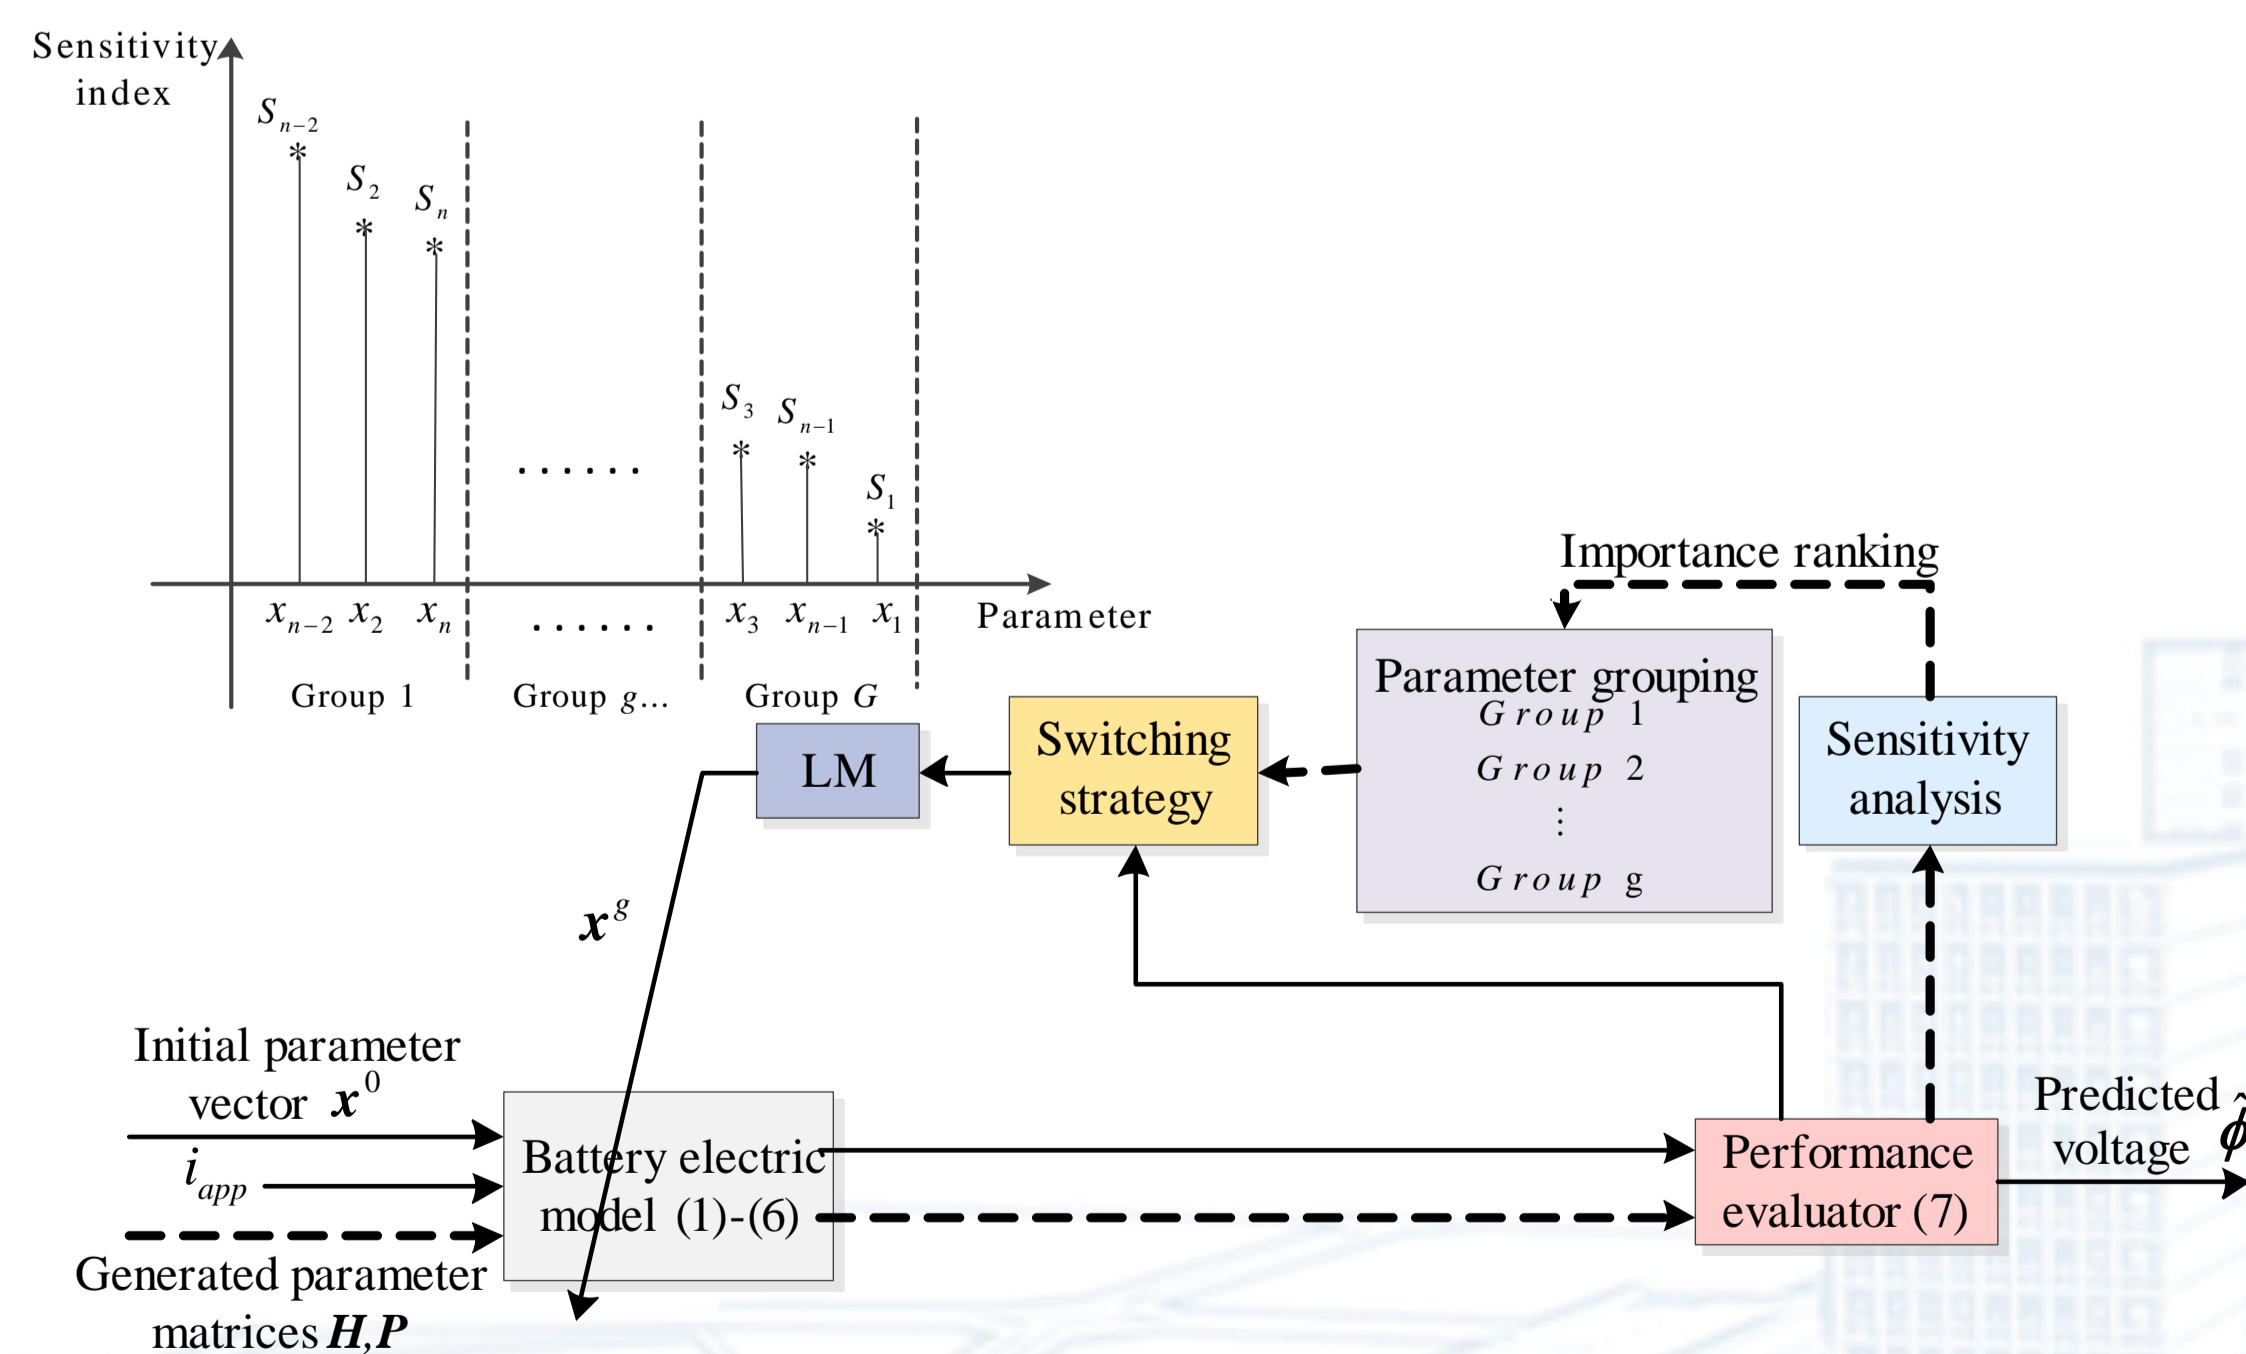 Sensitivity
index
S_{n-2}
S_2
S_n
S_3
S_{n-1}
S_1
* * * * * *
......
x_{n-2} x_2 x_n ...... x_3 x_{n-1} x_1
Parameter
Group 1
Group g...
Group G
Importance ranking
Parameter grouping
Group 1
Group 2
⋮
Group g
Sensitivity
analysis
Switching
strategy
LM
x^g
Initial parameter
vector x^0
i_{app}
Generated parameter
matrices H,P
Battery electric
model (1)-(6)
Performance
evaluator (7)
Predicted
voltage ϕ̂